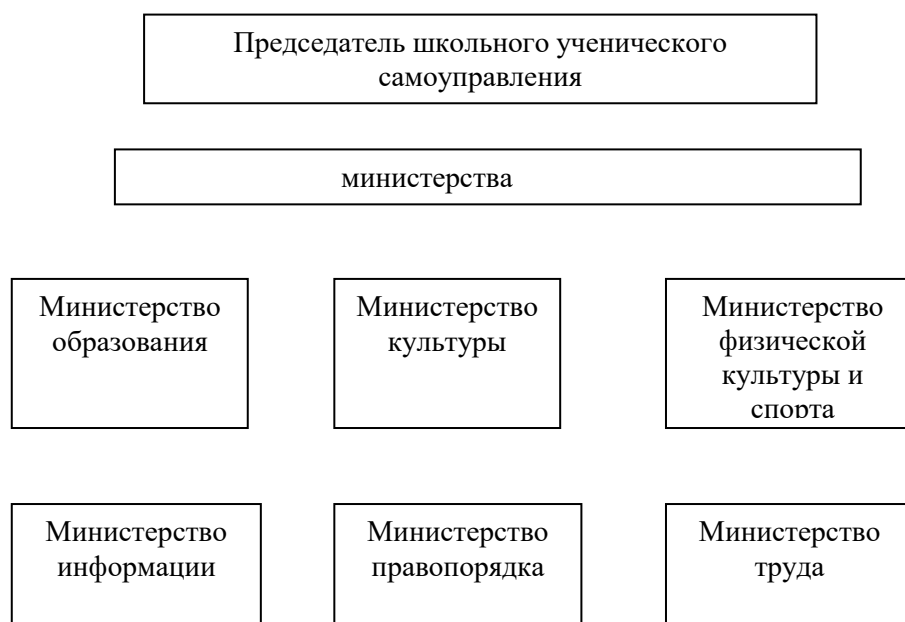 Председатель школьного ученического
самоуправления
министерства
Министерство
образования
Министерство
культуры
Министерство
физической
культуры и
спорта
Министерство
информации
Министерство
правопорядка
Министерство
труда